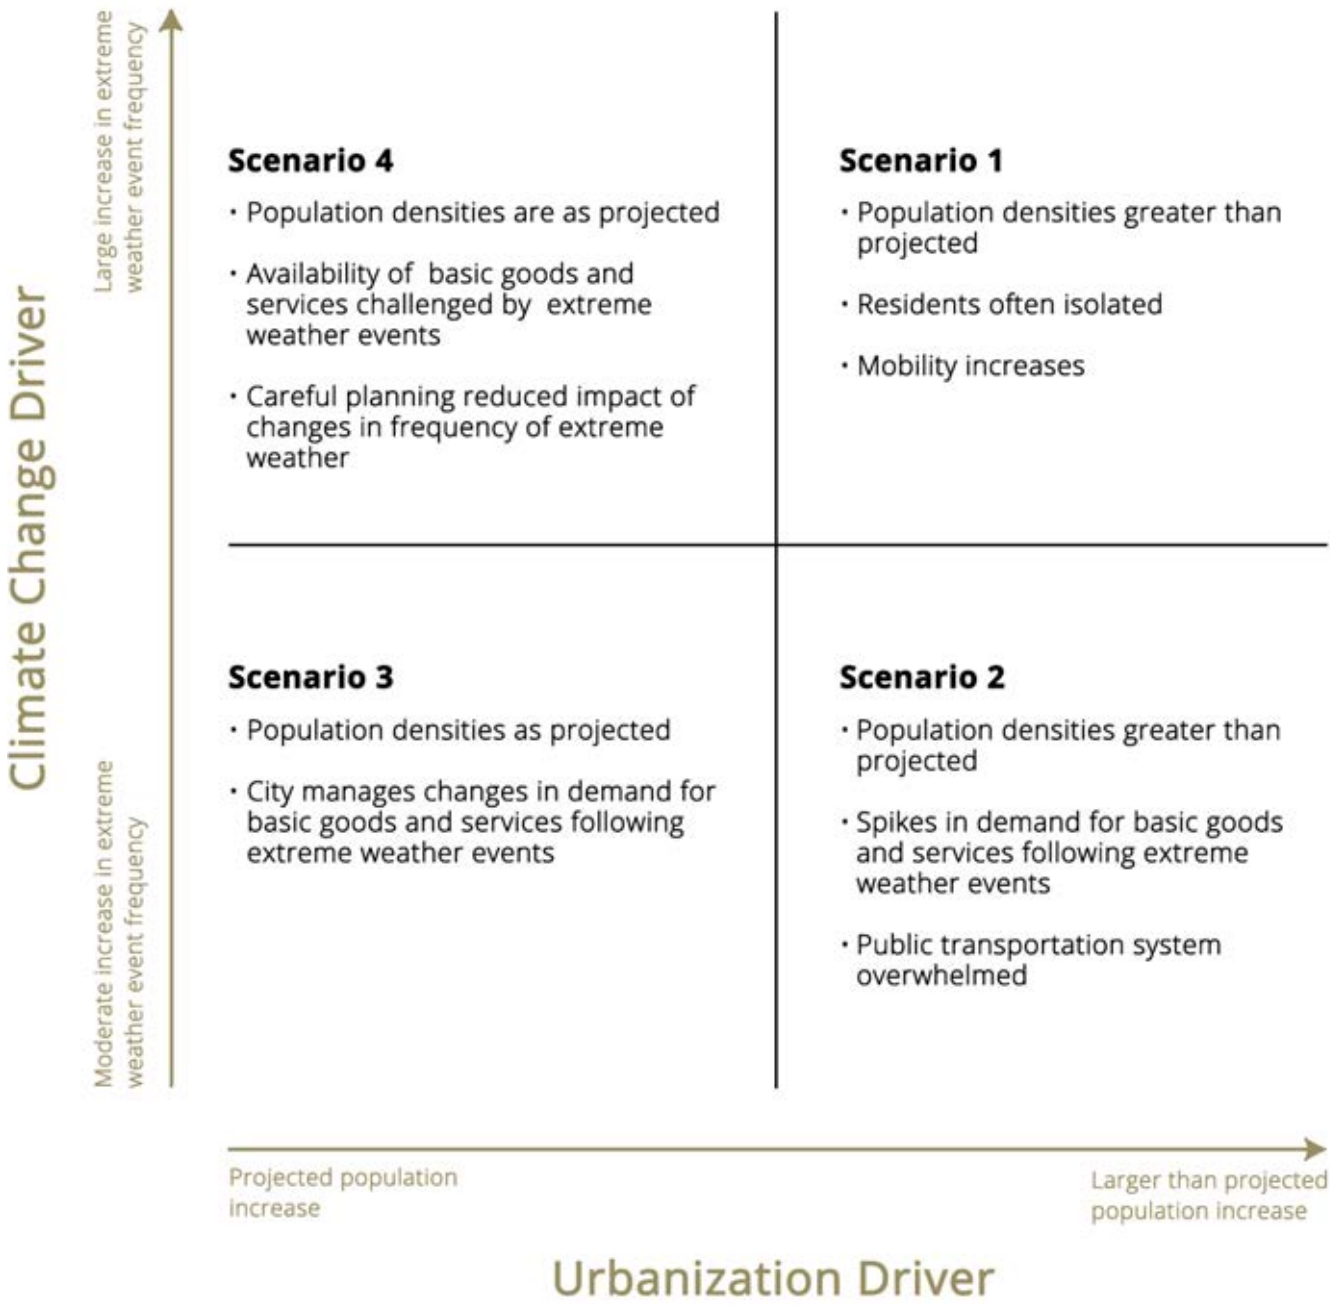 Climate Change Driver
Large increase in extreme
weather event frequency
Moderate increase in extreme
weather event frequency
Scenario 4
· Population densities are as projected
· Availability of basic goods and
services challenged by extreme
weather events
· Careful planning reduced impact of
changes in frequency of extreme
weather
Scenario 1
· Population densities greater than
projected
· Residents often isolated
· Mobility increases
Scenario 3
· Population densities as projected
· City manages changes in demand for
basic goods and services following
extreme weather events
Scenario 2
· Population densities greater than
projected
· Spikes in demand for basic goods
and services following extreme
weather events
· Public transportation system
overwhelmed
Projected population
increase
Larger than projected
population increase
Urbanization Driver